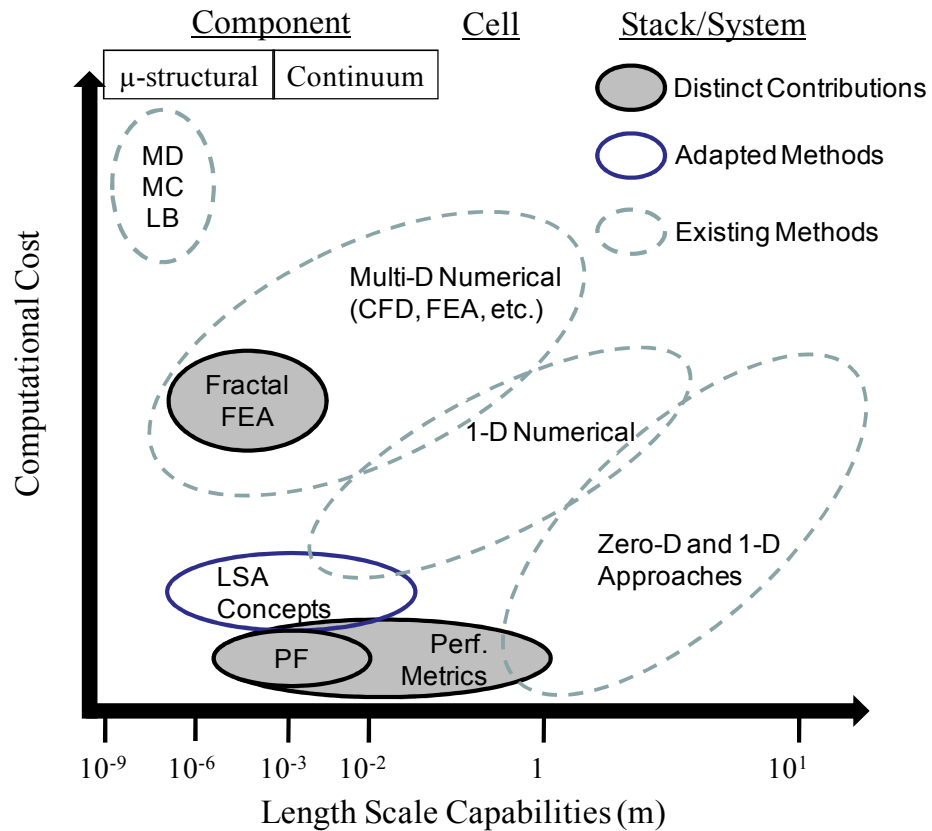 Component
Cell
Stack/System
μ-structural
Continuum
Distinct Contributions
Adapted Methods
Existing Methods
MD
MC
LB
Multi-D Numerical
(CFD, FEA, etc.)
Fractal
FEA
1-D Numerical
Zero-D and 1-D
Approaches
LSA
Concepts
PF
Perf.
Metrics
Computational Cost
10⁻⁹
10⁻⁶
10⁻³
10⁻²
1
10¹
Length Scale Capabilities (m)